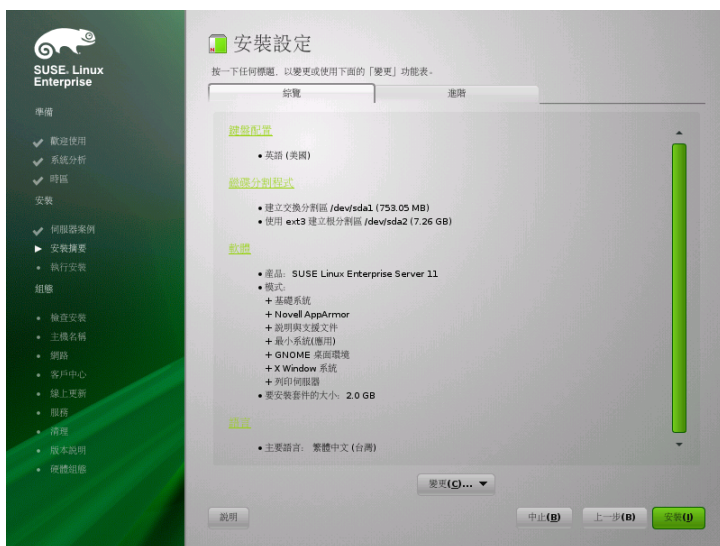 SUSE. Linux
Enterprise
準備
歡迎使用
系統分析
時區
安裝
伺服器案例
安裝摘要
執行安裝
組態
檢查安裝
主機名稱
網路
客戶中心
線上更新
服務
清理
版本說明
硬體組態
安裝設定
按一下任何標題，以變更或使用下面的「變更」功能表。
綜覽
進階
鍵盤配置
• 英語 (美國)
磁碟分割程式
• 建立交換分割區 /dev/sda1 (753.05 MB)
• 使用 ext3 建立根分割區 /dev/sda2 (7.26 GB)
軟體
• 產品: SUSE Linux Enterprise Server 11
• 模式:
+ 基礎系統
+ Novell AppArmor
+ 說明與支援文件
+ 最小系統(應用)
+ GNOME 桌面環境
+ X Window 系統
+ 列印伺服器
• 要安裝套件的大小: 2.0 GB
語言
• 主要語言: 繁體中文 (台灣)
變更(C)...
說明
中止(B)
上一步(B)
安裝(I)